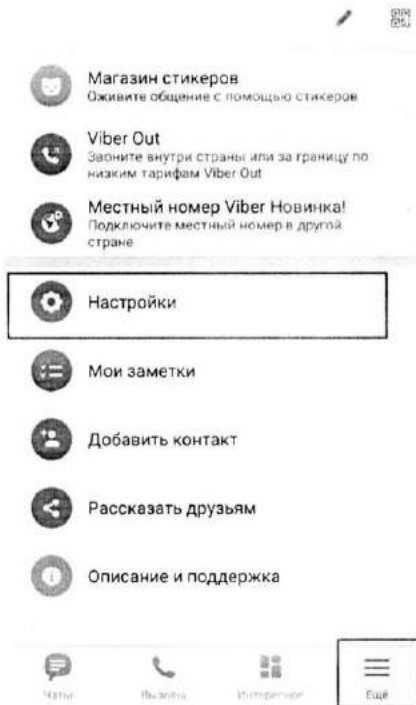 Магазин стикеров
Оживите общение с помощью стикеров
Viber Out
Звоните внутри страны или за границу по
низким тарифам Viber Out
Местный номер Viber Новинка!
Подключите местный номер в другой
стране
Настройки
Мои заметки
Добавить контакт
Рассказать друзьям
Описание и поддержка
Чаты
Вызовы
Интересное
Ещё